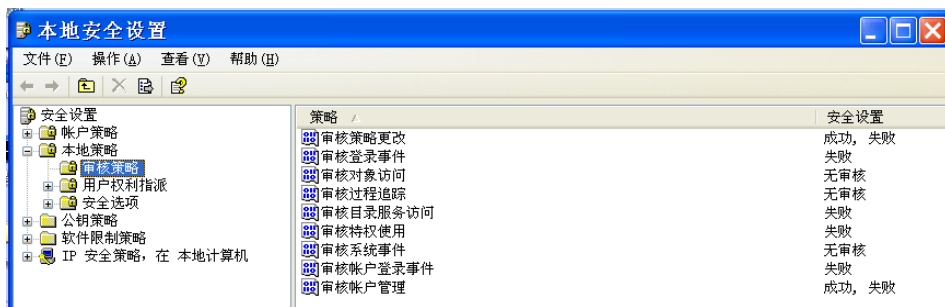 本地安全设置
文件(F) 操作(A) 查看(V) 帮助(H)
安全设置
帐户策略
本地策略
审核策略
用户权利指派
安全选项
公钥策略
软件限制策略
IP 安全策略，在 本地计算机
策略 安全设置
审核策略更改 成功, 失败
审核登录事件 失败
审核对象访问 无审核
审核过程追踪 无审核
审核目录服务访问 失败
审核特权使用 失败
审核系统事件 无审核
审核帐户登录事件 失败
审核帐户管理 成功, 失败